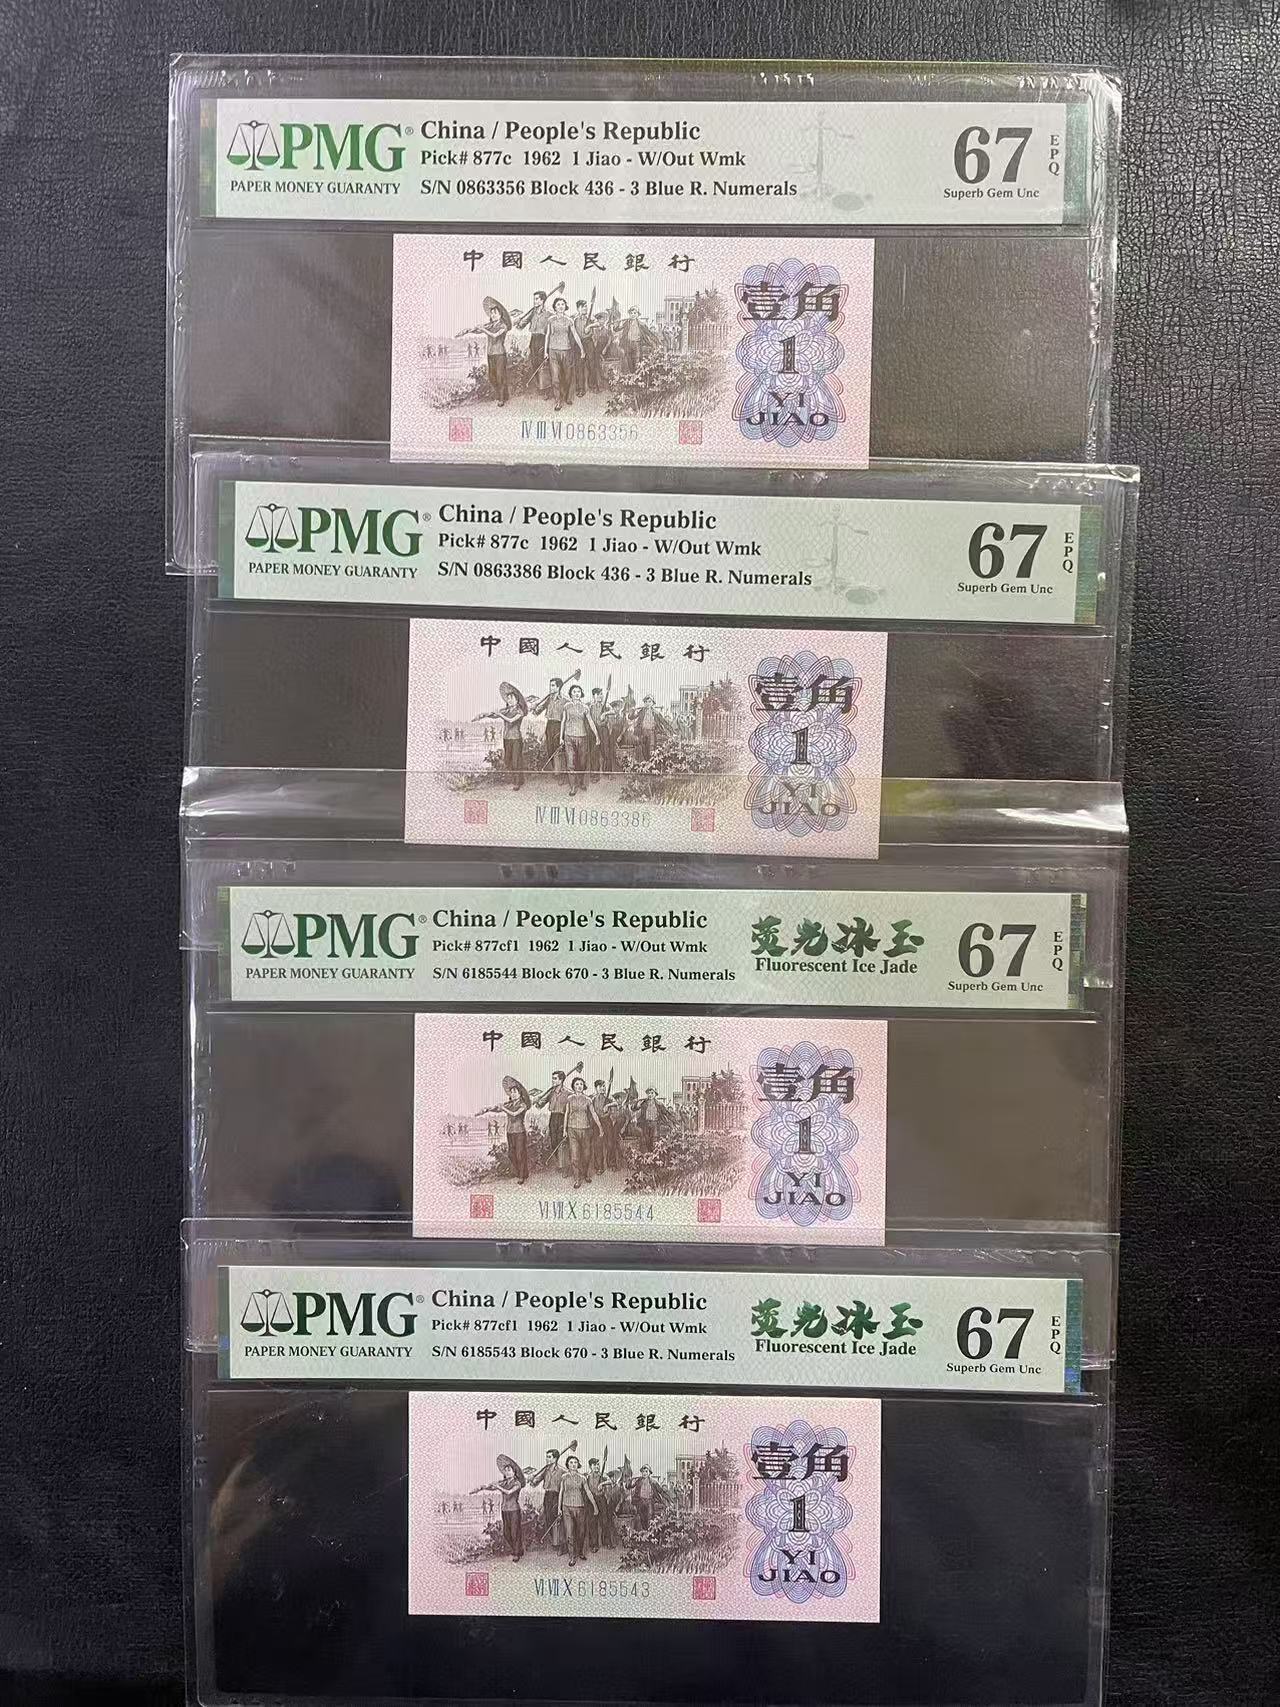 PMG® China / People's Republic
Pick# 877c 1962 1 Jiao - W/Out Wmk
PAPER MONEY GUARANTY S/N 0863356 Block 436 - 3 Blue R. Numerals
67 EPQ
Superb Gem Unc
中國人民銀行
壹角
1
YI
JIAO
Ⅳ Ⅲ Ⅵ 0863356
PMG® China / People's Republic
Pick# 877c 1962 1 Jiao - W/Out Wmk
PAPER MONEY GUARANTY S/N 0863386 Block 436 - 3 Blue R. Numerals
67 EPQ
Superb Gem Unc
中國人民銀行
壹角
1
YI
JIAO
Ⅳ Ⅲ Ⅵ 0863386
PMG® China / People's Republic
Pick# 877cf1 1962 1 Jiao - W/Out Wmk
PAPER MONEY GUARANTY S/N 6185544 Block 670 - 3 Blue R. Numerals
荧光冰玉
Fluorescent Ice Jade
67 EPQ
Superb Gem Unc
中國人民銀行
壹角
1
YI
JIAO
Ⅵ Ⅶ Ⅹ 6185544
PMG® China / People's Republic
Pick# 877cf1 1962 1 Jiao - W/Out Wmk
PAPER MONEY GUARANTY S/N 6185543 Block 670 - 3 Blue R. Numerals
荧光冰玉
Fluorescent Ice Jade
67 EPQ
Superb Gem Unc
中國人民銀行
壹角
1
YI
JIAO
Ⅵ Ⅶ Ⅹ 6185543